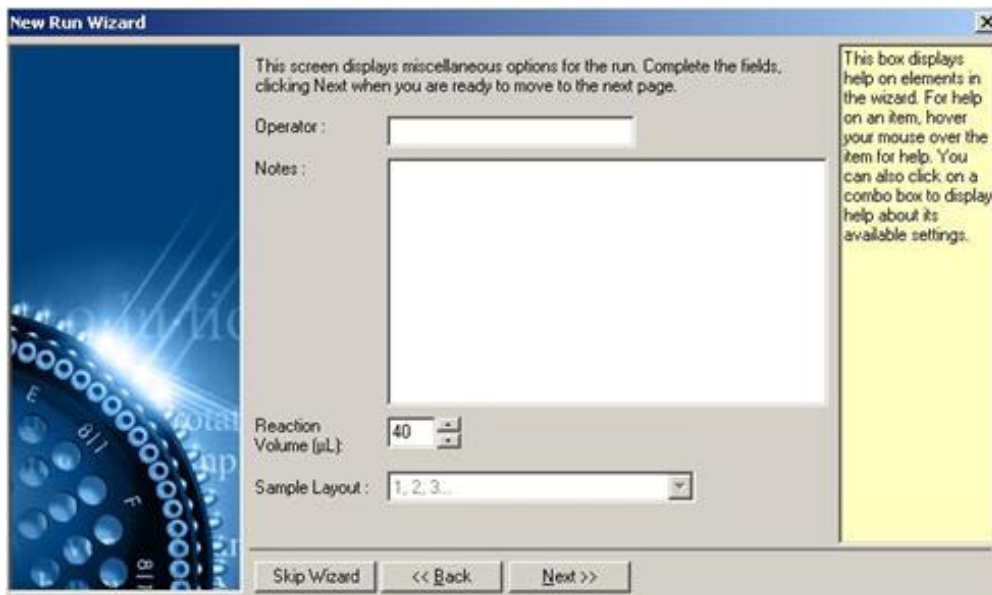 New Run Wizard
This screen displays miscellaneous options for the run. Complete the fields,
clicking Next when you are ready to move to the next page.
Operator :
Notes :
Reaction
Volume (µL):
40
Sample Layout :
1, 2, 3...
Skip Wizard
<< Back
Next >>
This box displays
help on elements in
the wizard. For help
on an item, hover
your mouse over the
item for help. You
can also click on a
combo box to display
help about its
available settings.
E
8|7
F
8|7